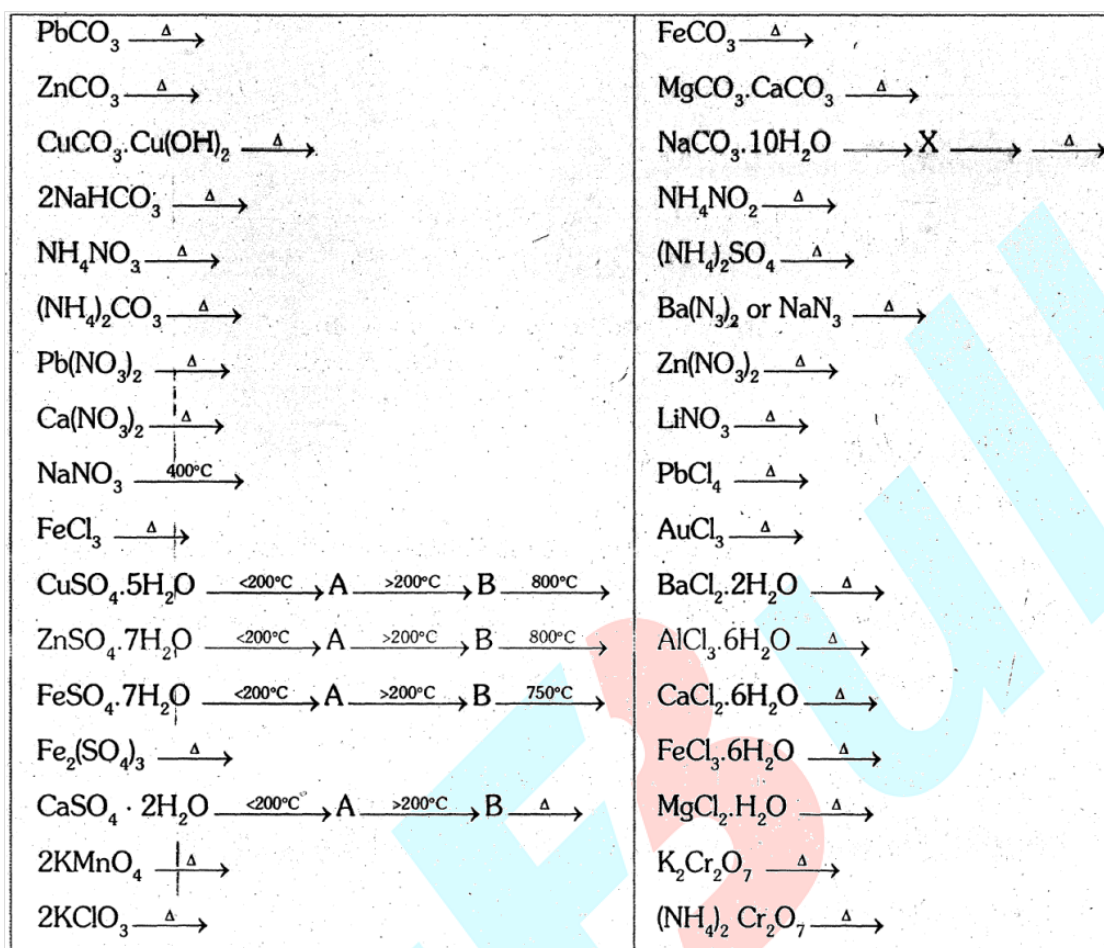 PbCO₃ —Δ→
ZnCO₃ —Δ→
CuCO₃.Cu(OH)₂ —Δ→
2NaHCO₃ —Δ→
NH₄NO₃ —Δ→
(NH₄)₂CO₃ —Δ→
Pb(NO₃)₂ —Δ→
Ca(NO₃)₂ —Δ→
NaNO₃ —400°C→
FeCl₃ —Δ→
CuSO₄.5H₂O —<200°C→ A —>200°C→ B —800°C→
ZnSO₄.7H₂O —<200°C→ A —>200°C→ B —800°C→
FeSO₄.7H₂O —<200°C→ A —>200°C→ B —750°C→
Fe₂(SO₄)₃ —Δ→
CaSO₄ · 2H₂O —<200°C→ A —>200°C→ B —Δ→
2KMnO₄ —Δ→
2KClO₃ —Δ→
FeCO₃ —Δ→
MgCO₃.CaCO₃ —Δ→
NaCO₃.10H₂O ——→ X ——→ —Δ→
NH₄NO₂ —Δ→
(NH₄)₂SO₄ —Δ→
Ba(N₃)₂ or NaN₃ —Δ→
Zn(NO₃)₂ —Δ→
LiNO₃ —Δ→
PbCl₄ —Δ→
AuCl₃ —Δ→
BaCl₂.2H₂O —Δ→
AlCl₃.6H₂O —Δ→
CaCl₂.6H₂O —Δ→
FeCl₃.6H₂O —Δ→
MgCl₂.H₂O —Δ→
K₂Cr₂O₇ —Δ→
(NH₄)₂ Cr₂O₇ —Δ→